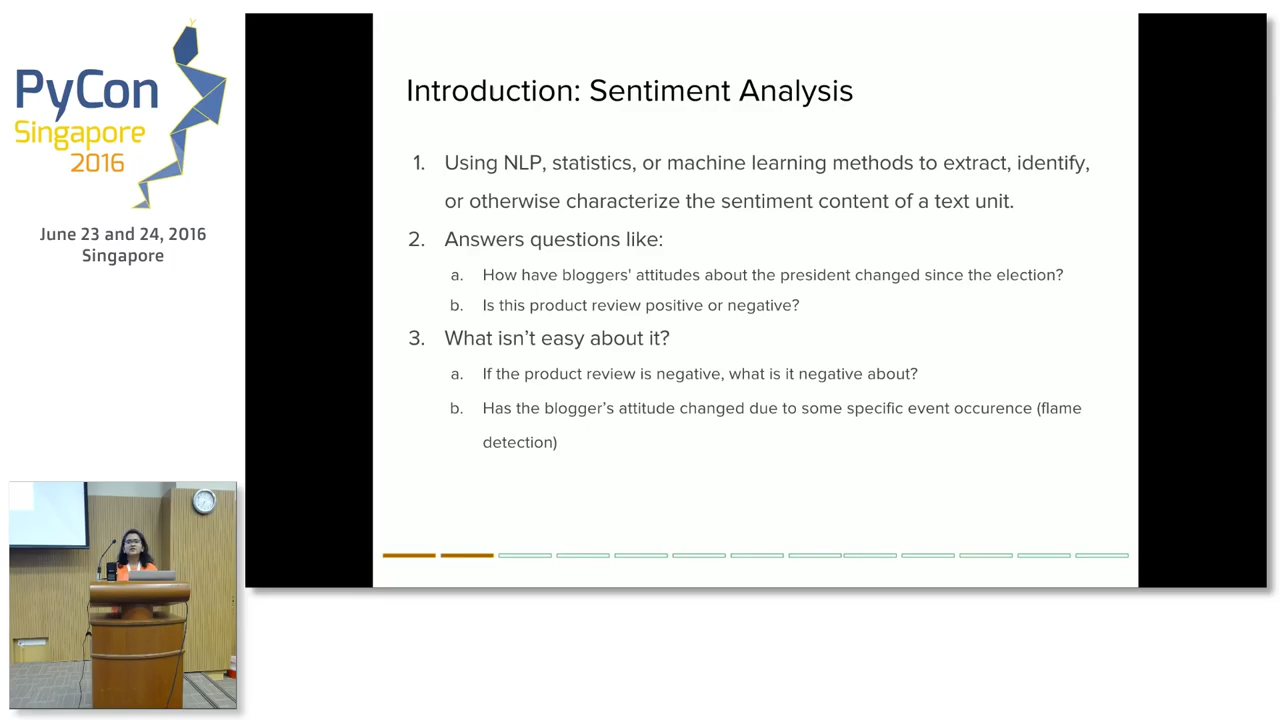 PyCon
Singapore
2016
June 23 and 24, 2016
Singapore
Introduction: Sentiment Analysis
1. Using NLP, statistics, or machine learning methods to extract, identify,
or otherwise characterize the sentiment content of a text unit.
2. Answers questions like:
a. How have bloggers' attitudes about the president changed since the election?
b. Is this product review positive or negative?
3. What isn’t easy about it?
a. If the product review is negative, what is it negative about?
b. Has the blogger’s attitude changed due to some specific event occurence (flame
detection)